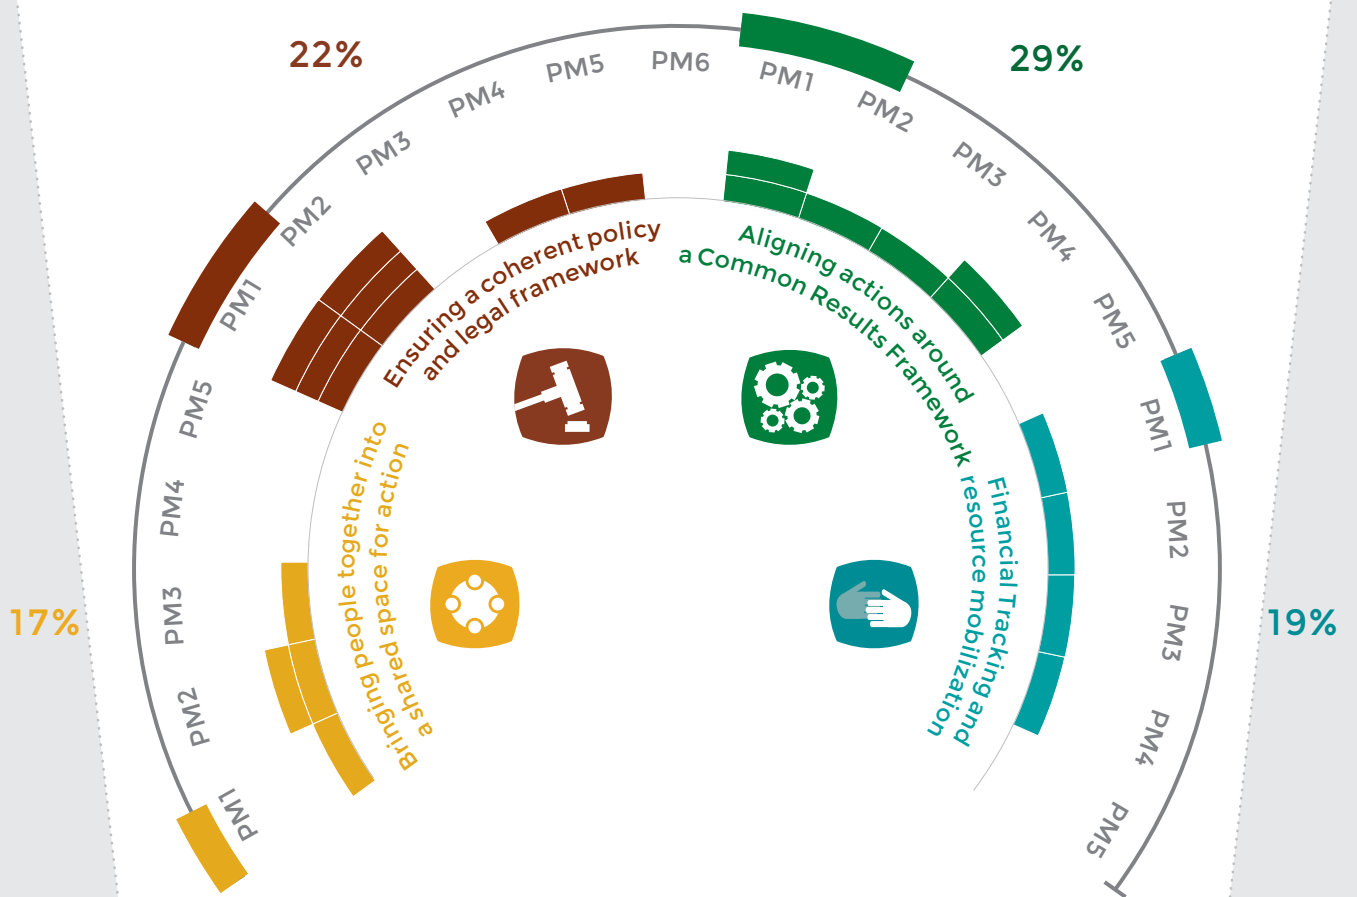 22%
29%
17%
19%
PM1
PM2
PM3
PM4
PM5
PM1
PM2
PM3
PM4
PM5
PM6
PM1
PM2
PM3
PM4
PM5
PM1
PM2
PM3
PM4
PM5
Bringing people together into
a shared space for action
Ensuring a coherent policy
and legal framework
Aligning actions around
a Common Results Framework
Financial Tracking and
resource mobilization